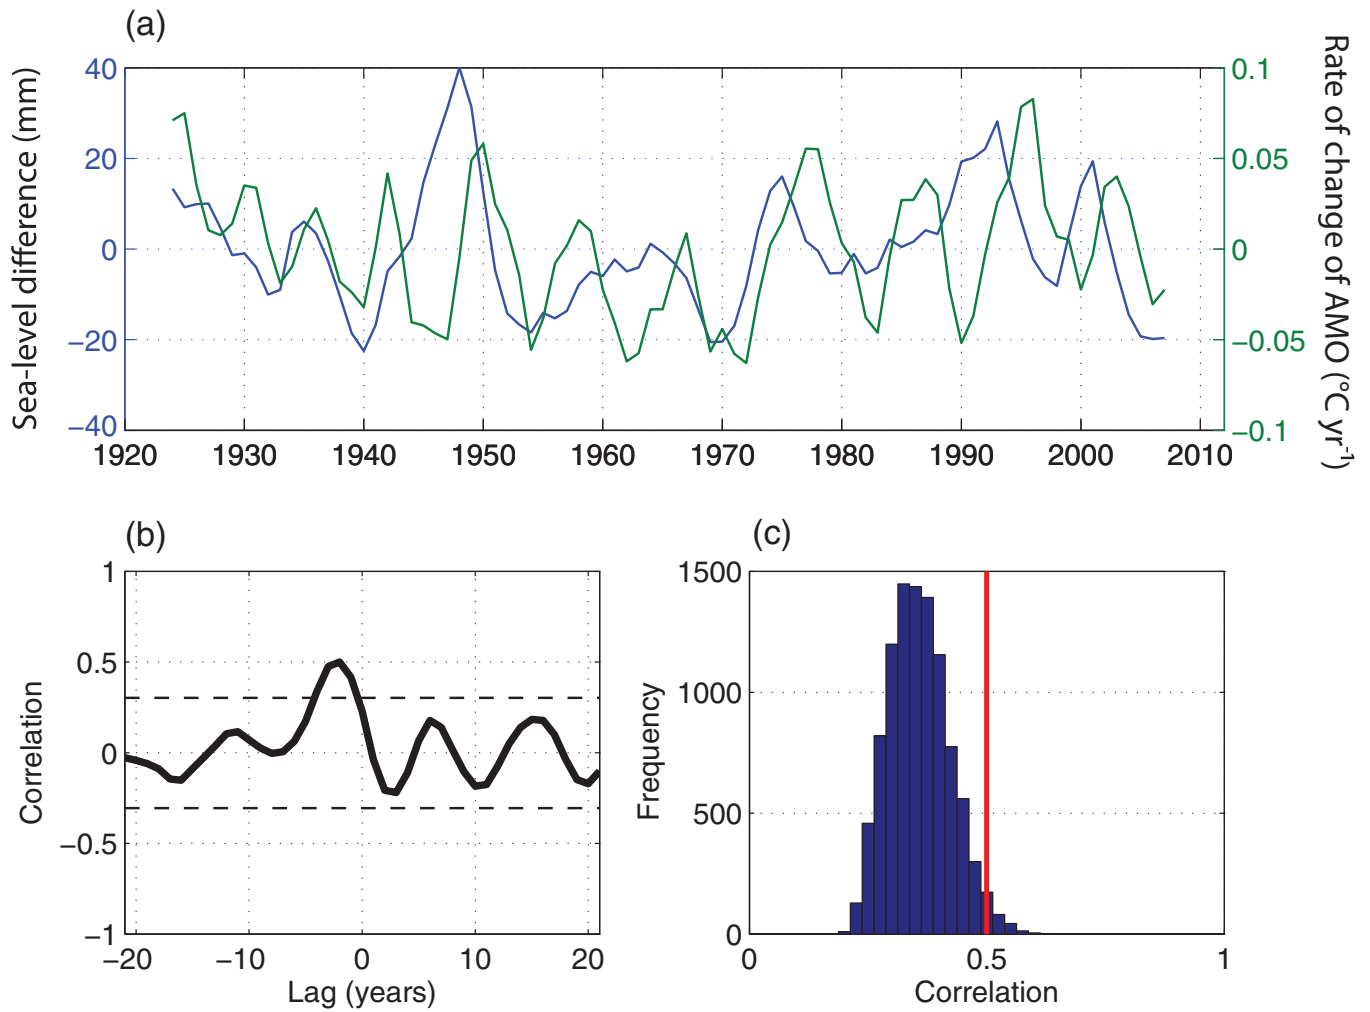 (a)
Sea-level difference (mm)
40
20
0
−20
−40
0.1
0.05
0
−0.05
−0.1
Rate of change of AMO (°C yr-1)
1920 1930 1940 1950 1960 1970 1980 1990 2000 2010
(b)
Correlation
1
0.5
0
−0.5
−1
−20 −10 0 10 20
Lag (years)
(c)
Frequency
1500
1000
500
0
0 0.5 1
Correlation